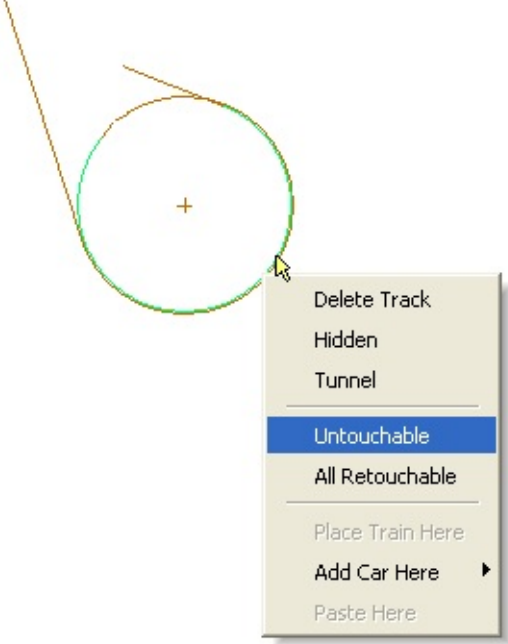 Delete Track
Hidden
Tunnel
Untouchable
All Retouchable
Place Train Here
Add Car Here
Paste Here